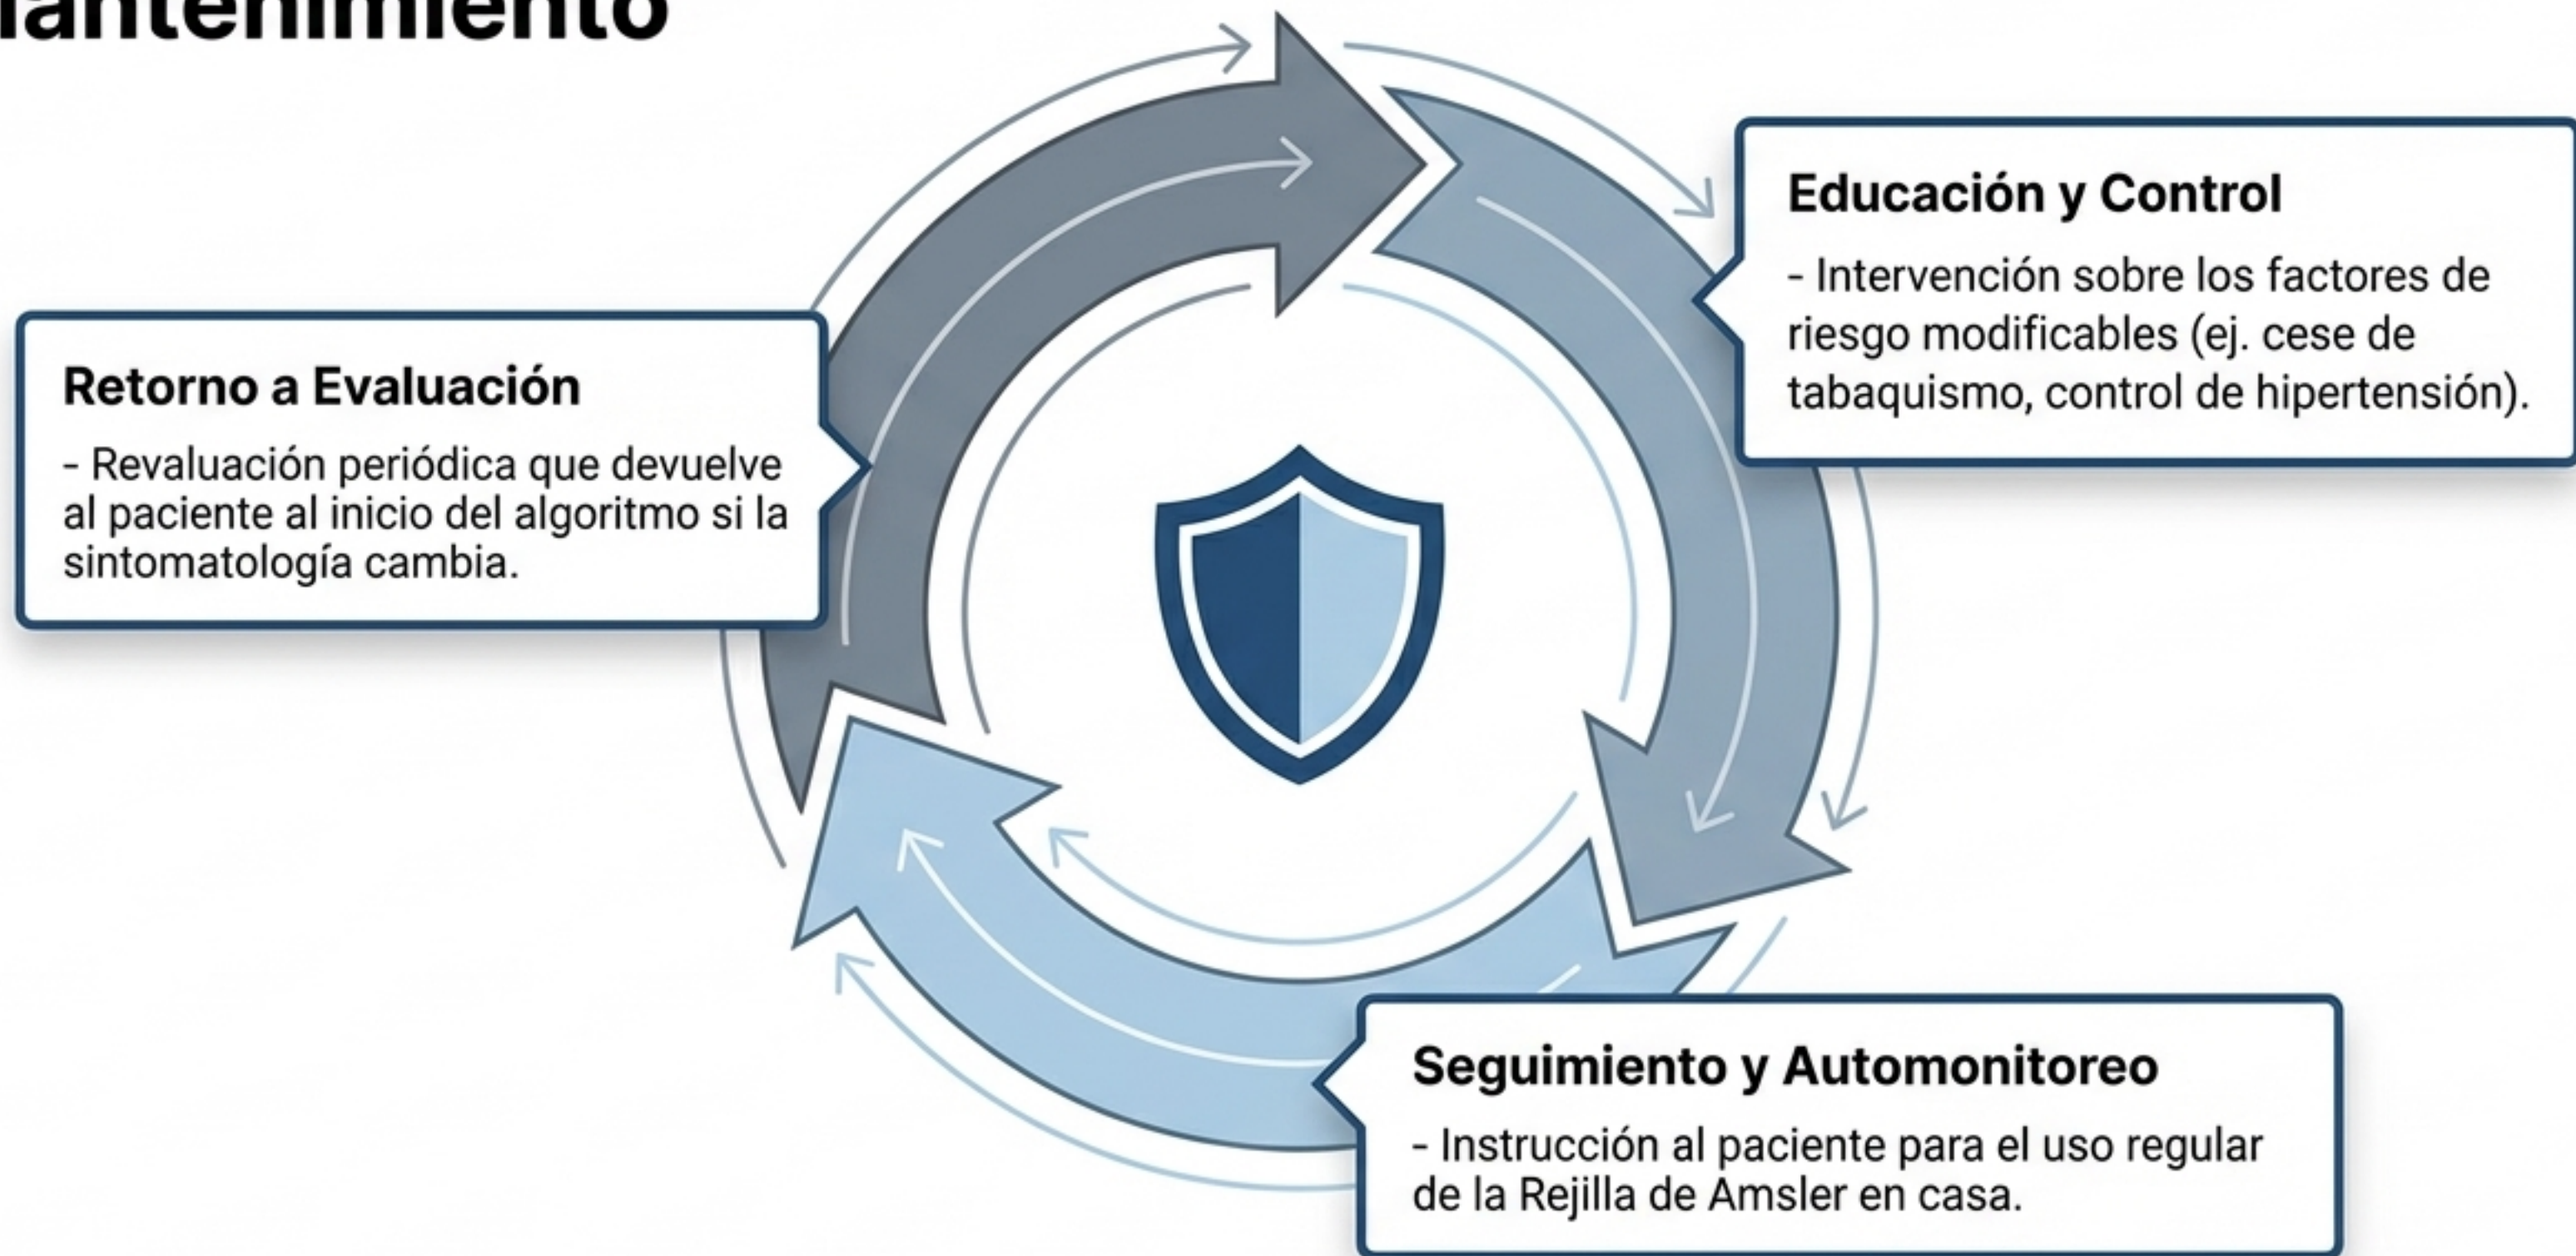 Mantenimiento
Educación y Control
- Intervención sobre los factores de
riesgo modificables (ej. cese de
tabaquismo, control de hipertensión).
Retorno a Evaluación
- Revaluación periódica que devuelve
al paciente al inicio del algoritmo si la
sintomatología cambia.
Seguimiento y Automonitoreo
- Instrucción al paciente para el uso regular
de la Rejilla de Amsler en casa.